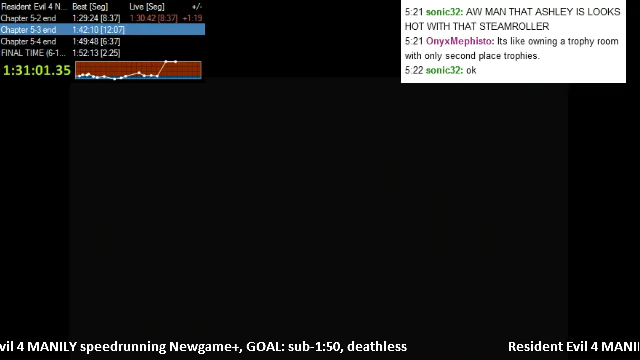 Resident Evil 4 N... Best [Seg] Live [Seg] +/-
Chapter 5-2 end 1:29:24 [8:37] 1:30:42 [8:37] +1:19
Chapter 5-3 end 1:42:10 [12:07]
Chapter 5-4 end 1:49:48 [6:37]
FINAL TIME (6-1... 1:52:13 [2:25]
1:31:01.35
5:21 sonic32: AW MAN THAT ASHLEY IS LOOKS
HOT WITH THAT STEAMROLLER
5:21 OnyxMephisto: Its like owning a trophy room
with only second place trophies.
5:22 sonic32: ok
vil 4 MANILY speedrunning Newgame+, GOAL: sub-1:50, deathless Resident Evil 4 MANI